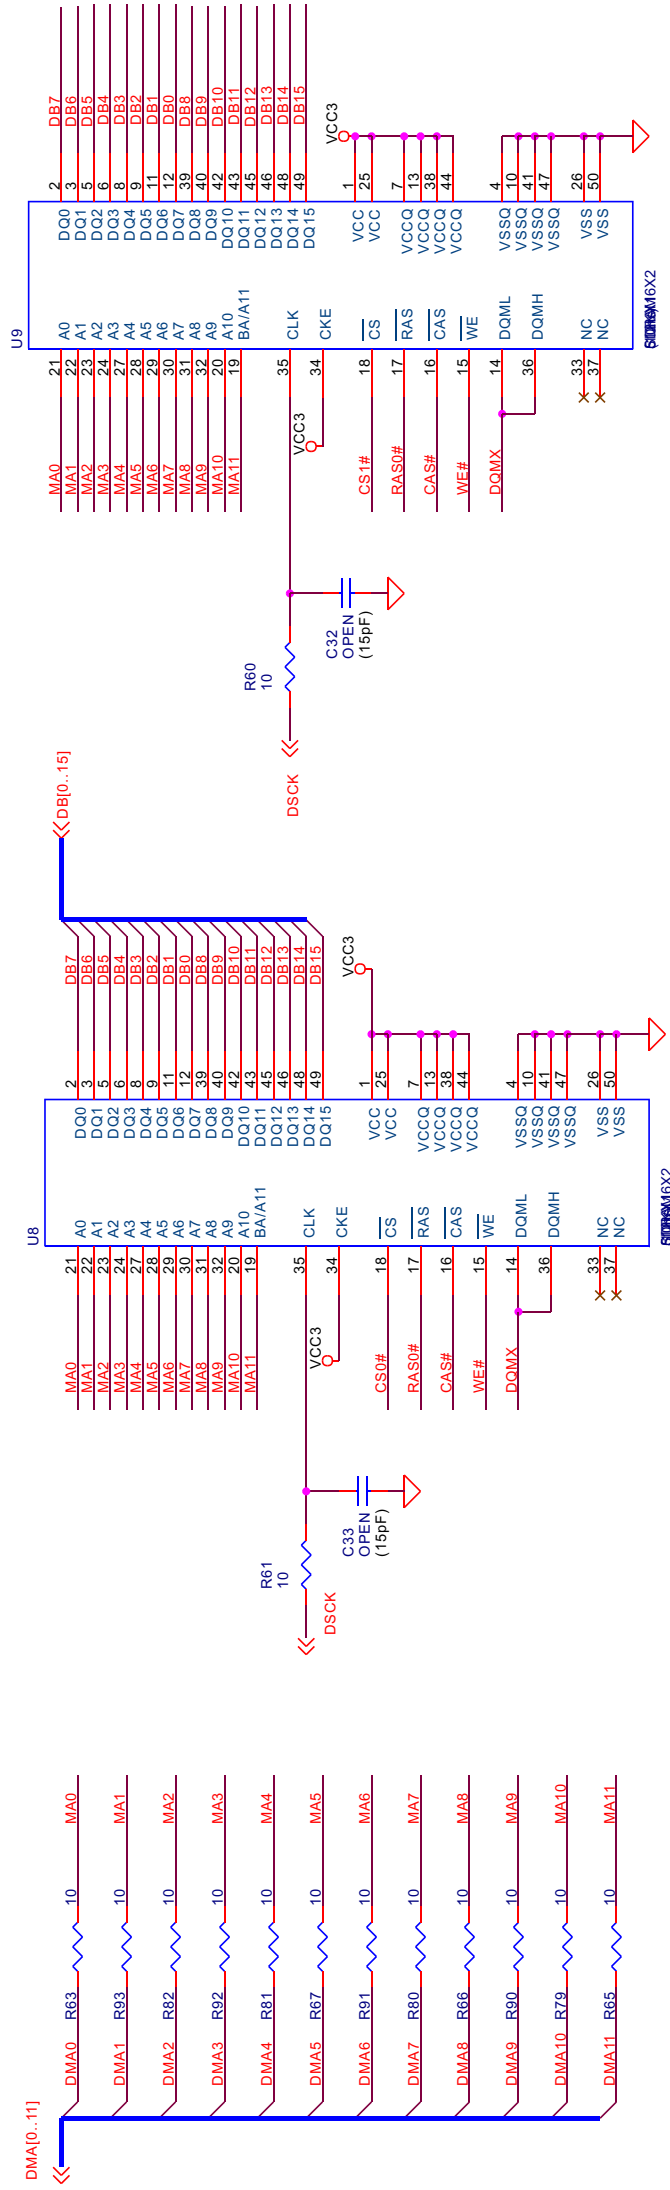 DMA[0..11]
DMA0 R63 10 MA0
DMA1 R93 10 MA1
DMA2 R82 10 MA2
DMA3 R92 10 MA3
DMA4 R81 10 MA4
DMA5 R67 10 MA5
DMA6 R91 10 MA6
DMA7 R80 10 MA7
DMA8 R66 10 MA8
DMA9 R90 10 MA9
DMA10 R79 10 MA10
DMA11 R65 10 MA11
U8
MA0 21 A0 DQ0 2 DB7
MA1 22 A1 DQ1 3 DB6
MA2 23 A2 DQ2 5 DB5
MA3 24 A3 DQ3 6 DB4
MA4 27 A4 DQ4 8 DB3
MA5 28 A5 DQ5 9 DB2
MA6 29 A6 DQ6 11 DB1
MA7 30 A7 DQ7 12 DB0
MA8 31 A8 DQ8 39 DB8
MA9 32 A9 DQ9 40 DB9
MA10 20 A10 DQ10 42 DB10
MA11 19 BA/A11 DQ11 43 DB11
DQ12 45 DB12
DQ13 46 DB13
DQ14 48 DB14
DQ15 49 DB15
R61
10
DSCK
35 CLK
C33
OPEN
(15pF)
VCC3
34 CKE
VCC3
VCC 1
VCC 25
CS0# 18 CS
RAS0# 17 RAS VCCQ 7
VCCQ 13
CAS# 16 CAS VCCQ 38
WE# 15 WE VCCQ 44
DQMX 14 DQML VSSQ 4
VSSQ 10
36 DQMH VSSQ 41
VSSQ 47
33 NC VSS 26
37 NC VSS 50
DB[0..15]
U9
MA0 21 A0 DQ0 2 DB7
MA1 22 A1 DQ1 3 DB6
MA2 23 A2 DQ2 5 DB5
MA3 24 A3 DQ3 6 DB4
MA4 27 A4 DQ4 8 DB3
MA5 28 A5 DQ5 9 DB2
MA6 29 A6 DQ6 11 DB1
MA7 30 A7 DQ7 12 DB0
MA8 31 A8 DQ8 39 DB8
MA9 32 A9 DQ9 40 DB9
MA10 20 A10 DQ10 42 DB10
MA11 19 BA/A11 DQ11 43 DB11
DQ12 45 DB12
DQ13 46 DB13
DQ14 48 DB14
DQ15 49 DB15
R60
10
DSCK
35 CLK
C32
OPEN
(15pF)
VCC3
34 CKE
VCC3
VCC 1
VCC 25
CS1# 18 CS
RAS0# 17 RAS VCCQ 7
VCCQ 13
CAS# 16 CAS VCCQ 38
WE# 15 WE VCCQ 44
DQMX 14 DQML VSSQ 4
VSSQ 10
36 DQMH VSSQ 41
VSSQ 47
33 NC VSS 26
37 NC VSS 50